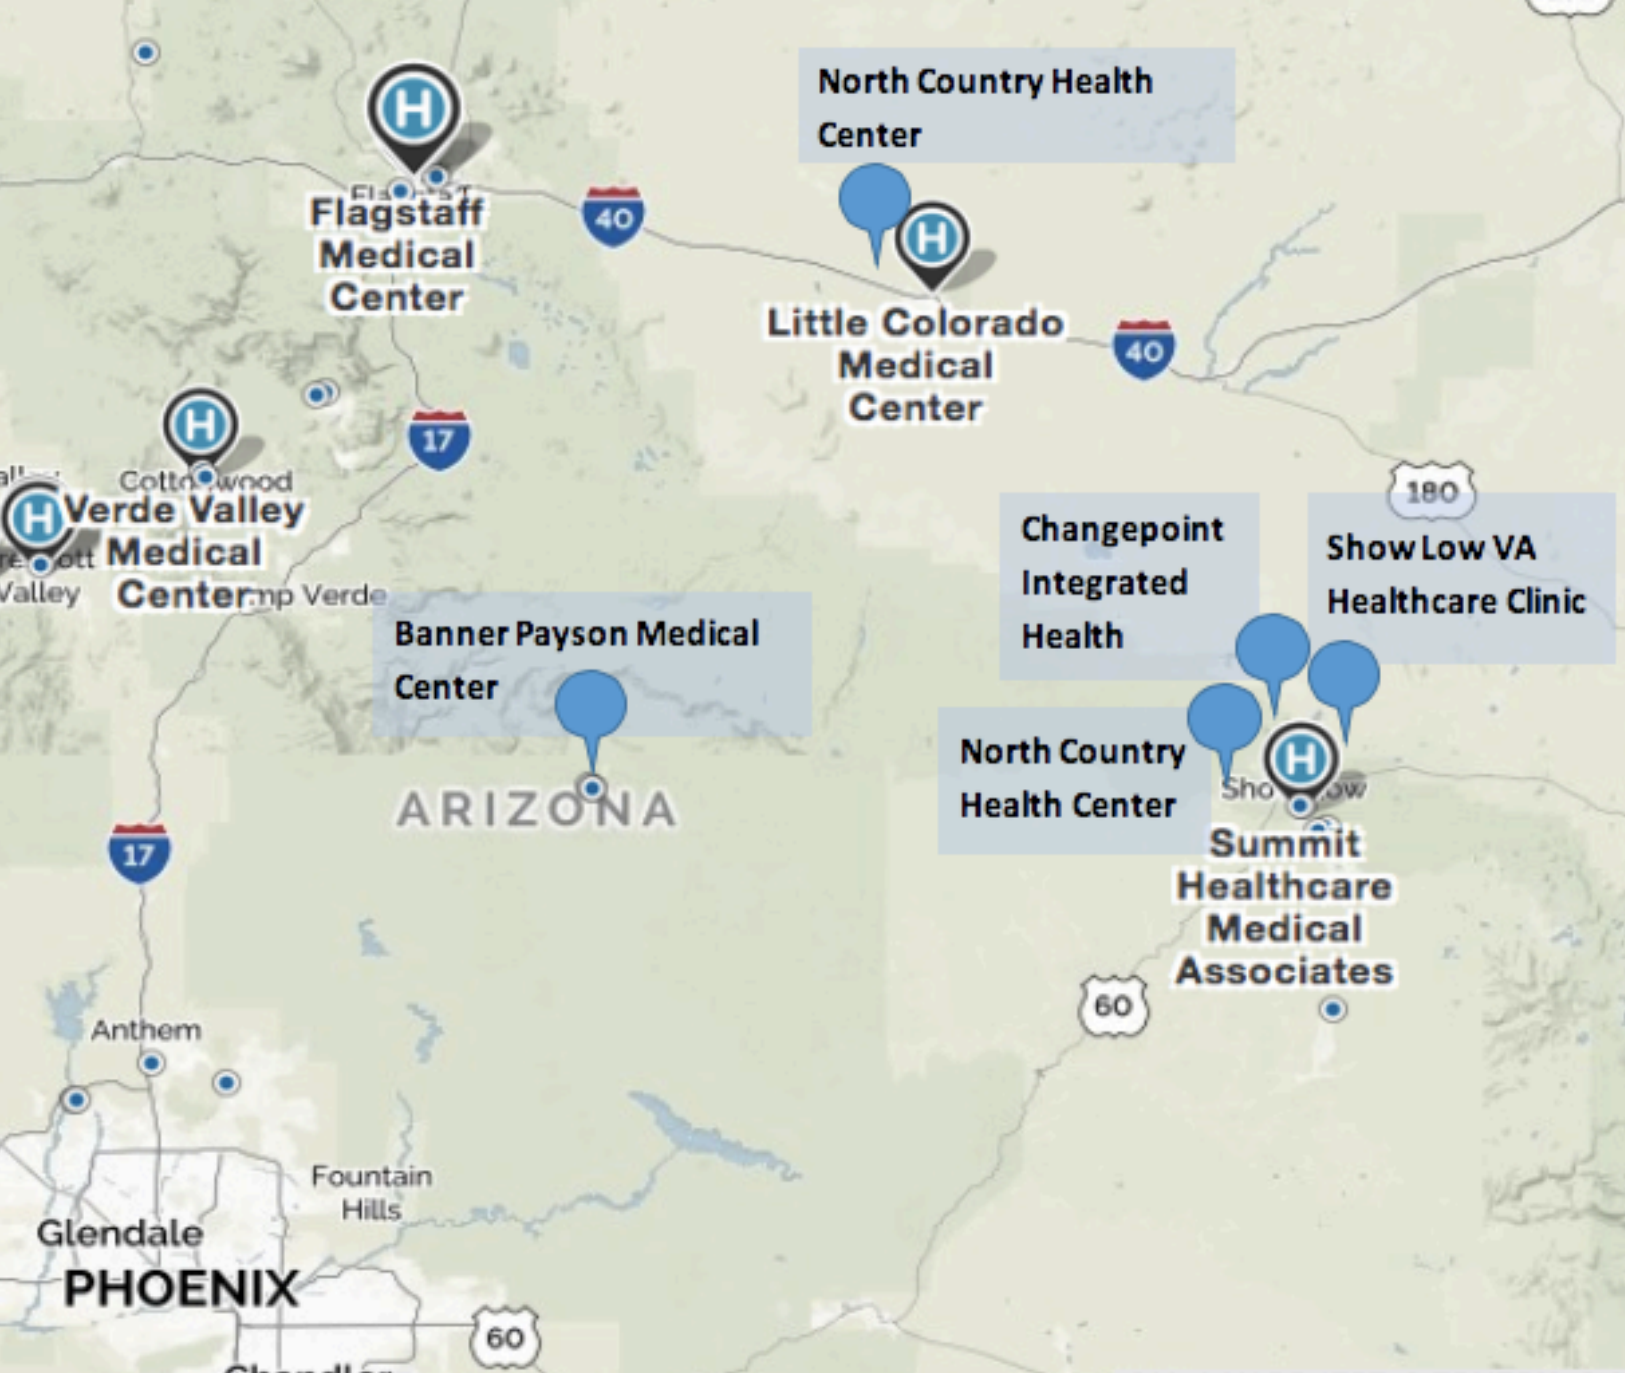 North Country Health
Center
H
Flagstaff
Medical
Center
40
H
Little Colorado
Medical
Center
40
H
17
Cottonwood
H
Verde Valley
Medical
Center
Valley
Verde
180
Changepoint
Integrated
Health
Show Low VA
Healthcare Clinic
Banner Payson Medical
Center
North Country
Health Center
H
ARIZONA
Summit
Healthcare
Medical
Associates
17
60
Anthem
Fountain
Hills
Glendale
PHOENIX
60